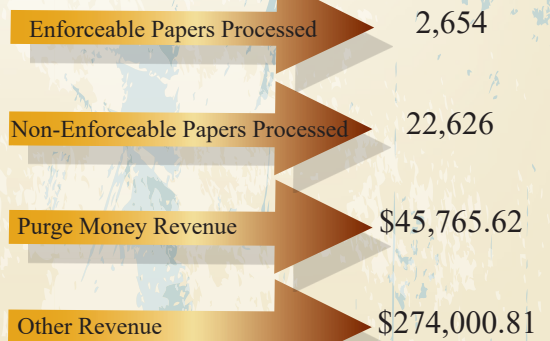 Enforceable Papers Processed 2,654
Non-Enforceable Papers Processed 22,626
Purge Money Revenue $45,765.62
Other Revenue $274,000.81